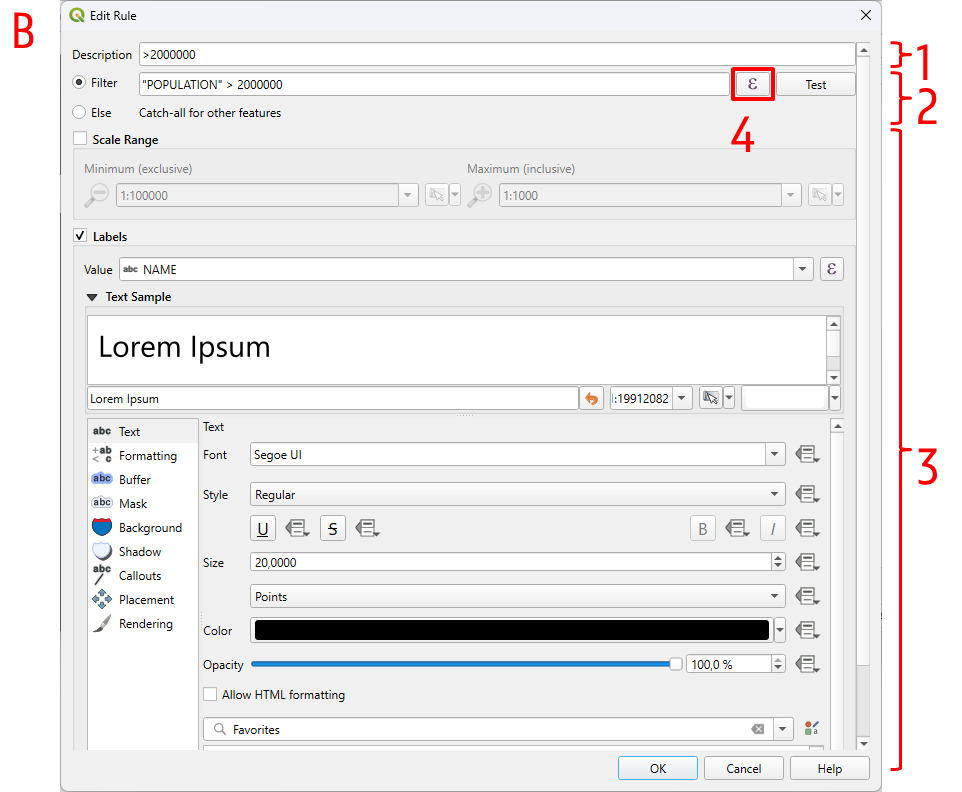 B
Edit Rule
Description >2000000
1
Filter "POPULATION" > 2000000 ε Test
2
Else Catch-all for other features
4
Scale Range
Minimum (exclusive) Maximum (inclusive)
1:100000 1:1000
Labels
Value abc NAME ε
Text Sample
Lorem Ipsum
Lorem Ipsum 1:19912082
abc Text
Text
+ab < c Formatting
Font Segoe UI
abc Buffer
3
Style Regular
abc Mask
Background
U S B I
Shadow
Size 20,0000
abc Callouts
Placement
Points
Rendering
Color
Opacity 100,0 %
Allow HTML formatting
Favorites a
OK Cancel Help